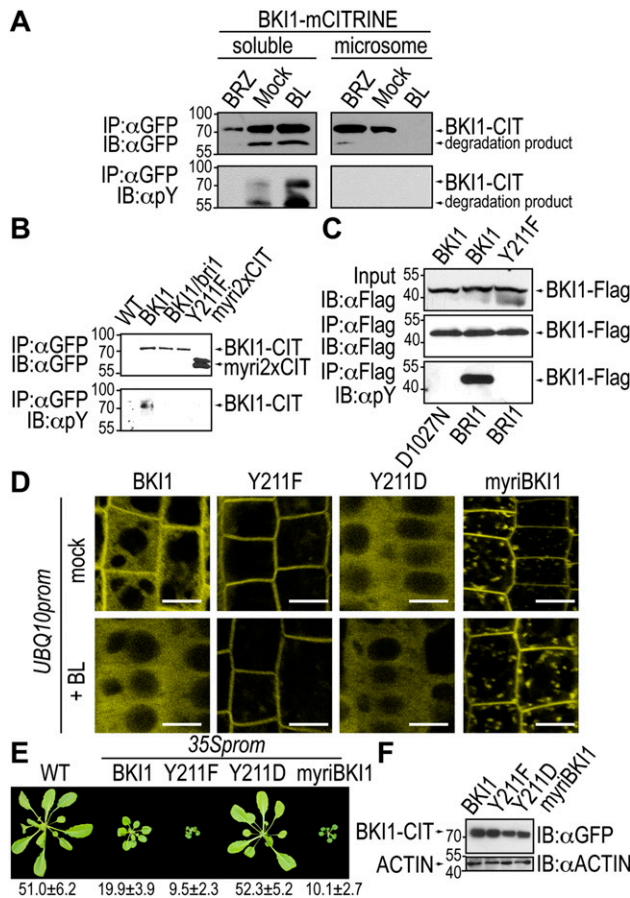 A
BKI1-mCITRINE
soluble microsome
BRZ Mock BL BRZ Mock BL
IP:αGFP
IB:αGFP
100
70
55
BKI1-CIT
degradation product
IP:αGFP
IB:αpY
100
70
55
BKI1-CIT
degradation product
B
WT BKI1 BKI1/bri1 Y211F myri2xCIT
IP:αGFP
IB:αGFP
100
70
55
BKI1-CIT
myri2xCIT
IP:αGFP
IB:αpY
100
70
55
BKI1-CIT
C
BKI1 BKI1 Y211F
Input
IB:αFlag
55
40
BKI1-Flag
IP:αFlag
IB:αFlag
55
40
BKI1-Flag
IP:αFlag
IB:αpY
55
40
BKI1-Flag
D1027N BRI1 BRI1
D
BKI1 Y211F Y211D myriBKI1
UBQ10prom
mock
+ BL
E
35Sprom
WT BKI1 Y211F Y211D myriBKI1
51.0±6.2 19.9±3.9 9.5±2.3 52.3±5.2 10.1±2.7
F
BKI1 Y211F Y211D myriBKI1
BKI1-CIT 70 IB:αGFP
ACTIN 55 40 IB:αACTIN